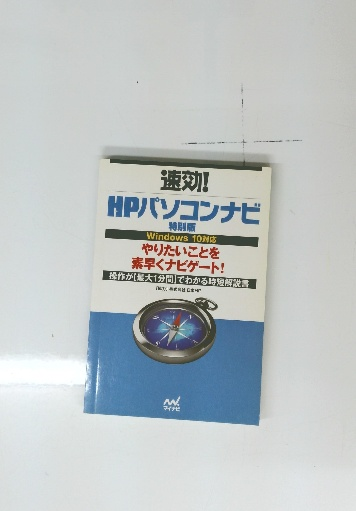 速効!
HPパソコンナビ
特別版
Windows 10対応
やりたいことを
素早くナビゲート!
操作が「最大1分間」でわかる時短解説書
マイナビ